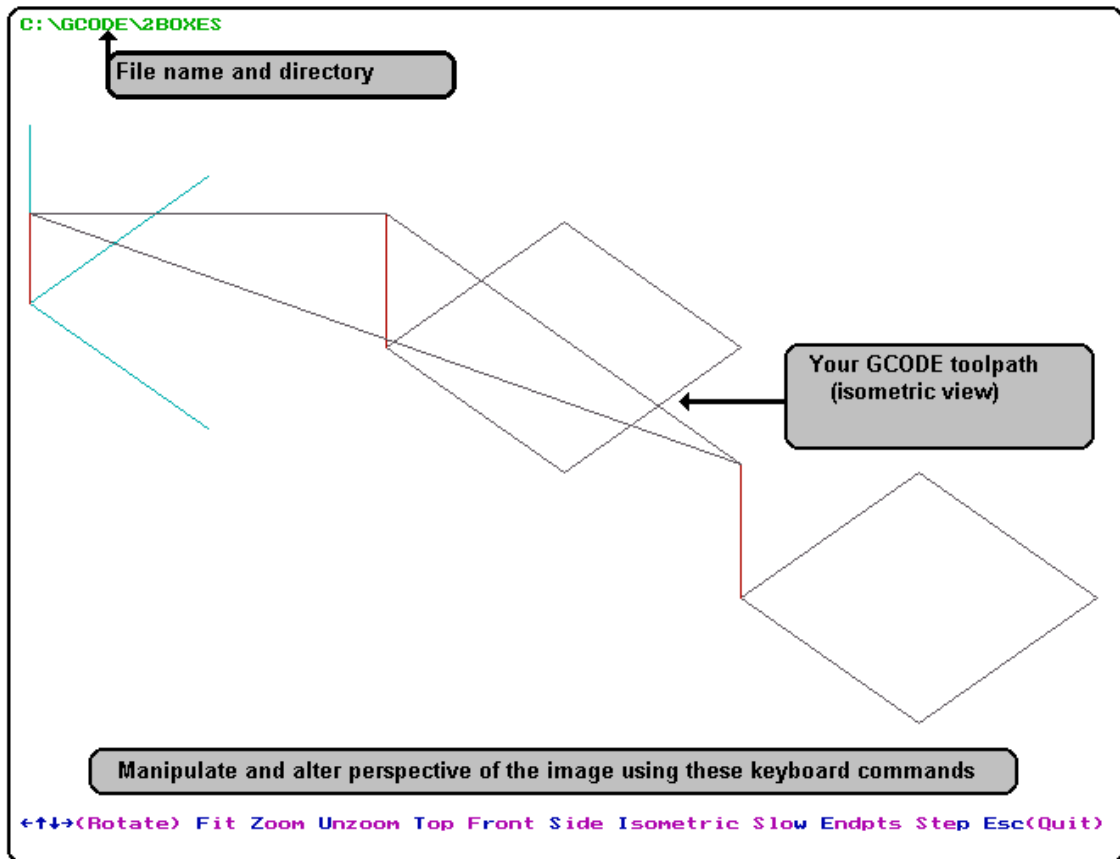 C:\GCODE\2BOXES
File name and directory
Your GCODE toolpath
(isometric view)
Manipulate and alter perspective of the image using these keyboard commands
←↑↓→(Rotate) Fit Zoom Unzoom Top Front Side Isometric Slow Endpts Step Esc(Quit)